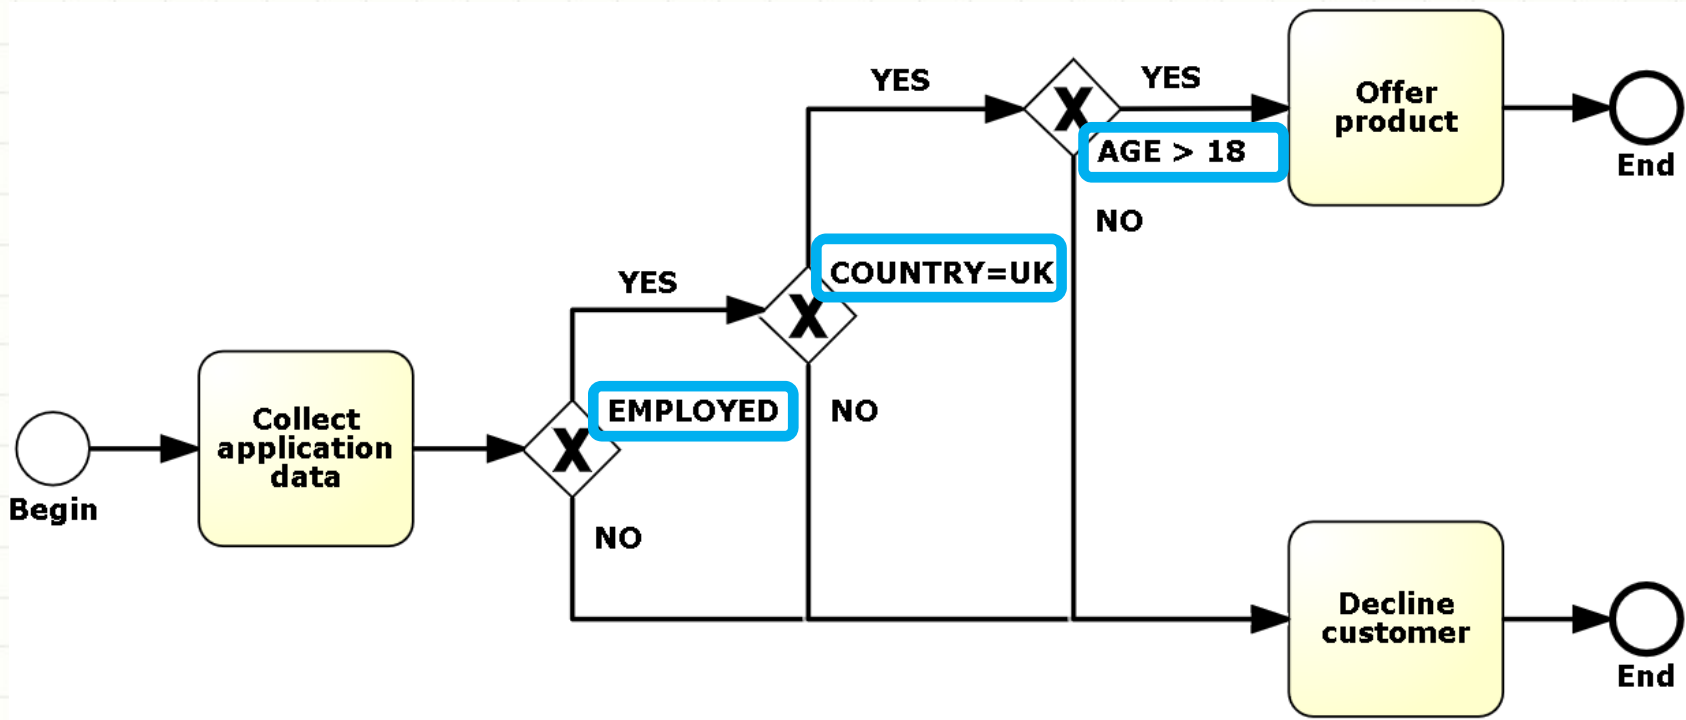 YES
YES
Offer
product
AGE > 18
End
NO
COUNTRY=UK
YES
X
X
X
EMPLOYED
NO
Collect
application
data
Begin
NO
Decline
customer
End